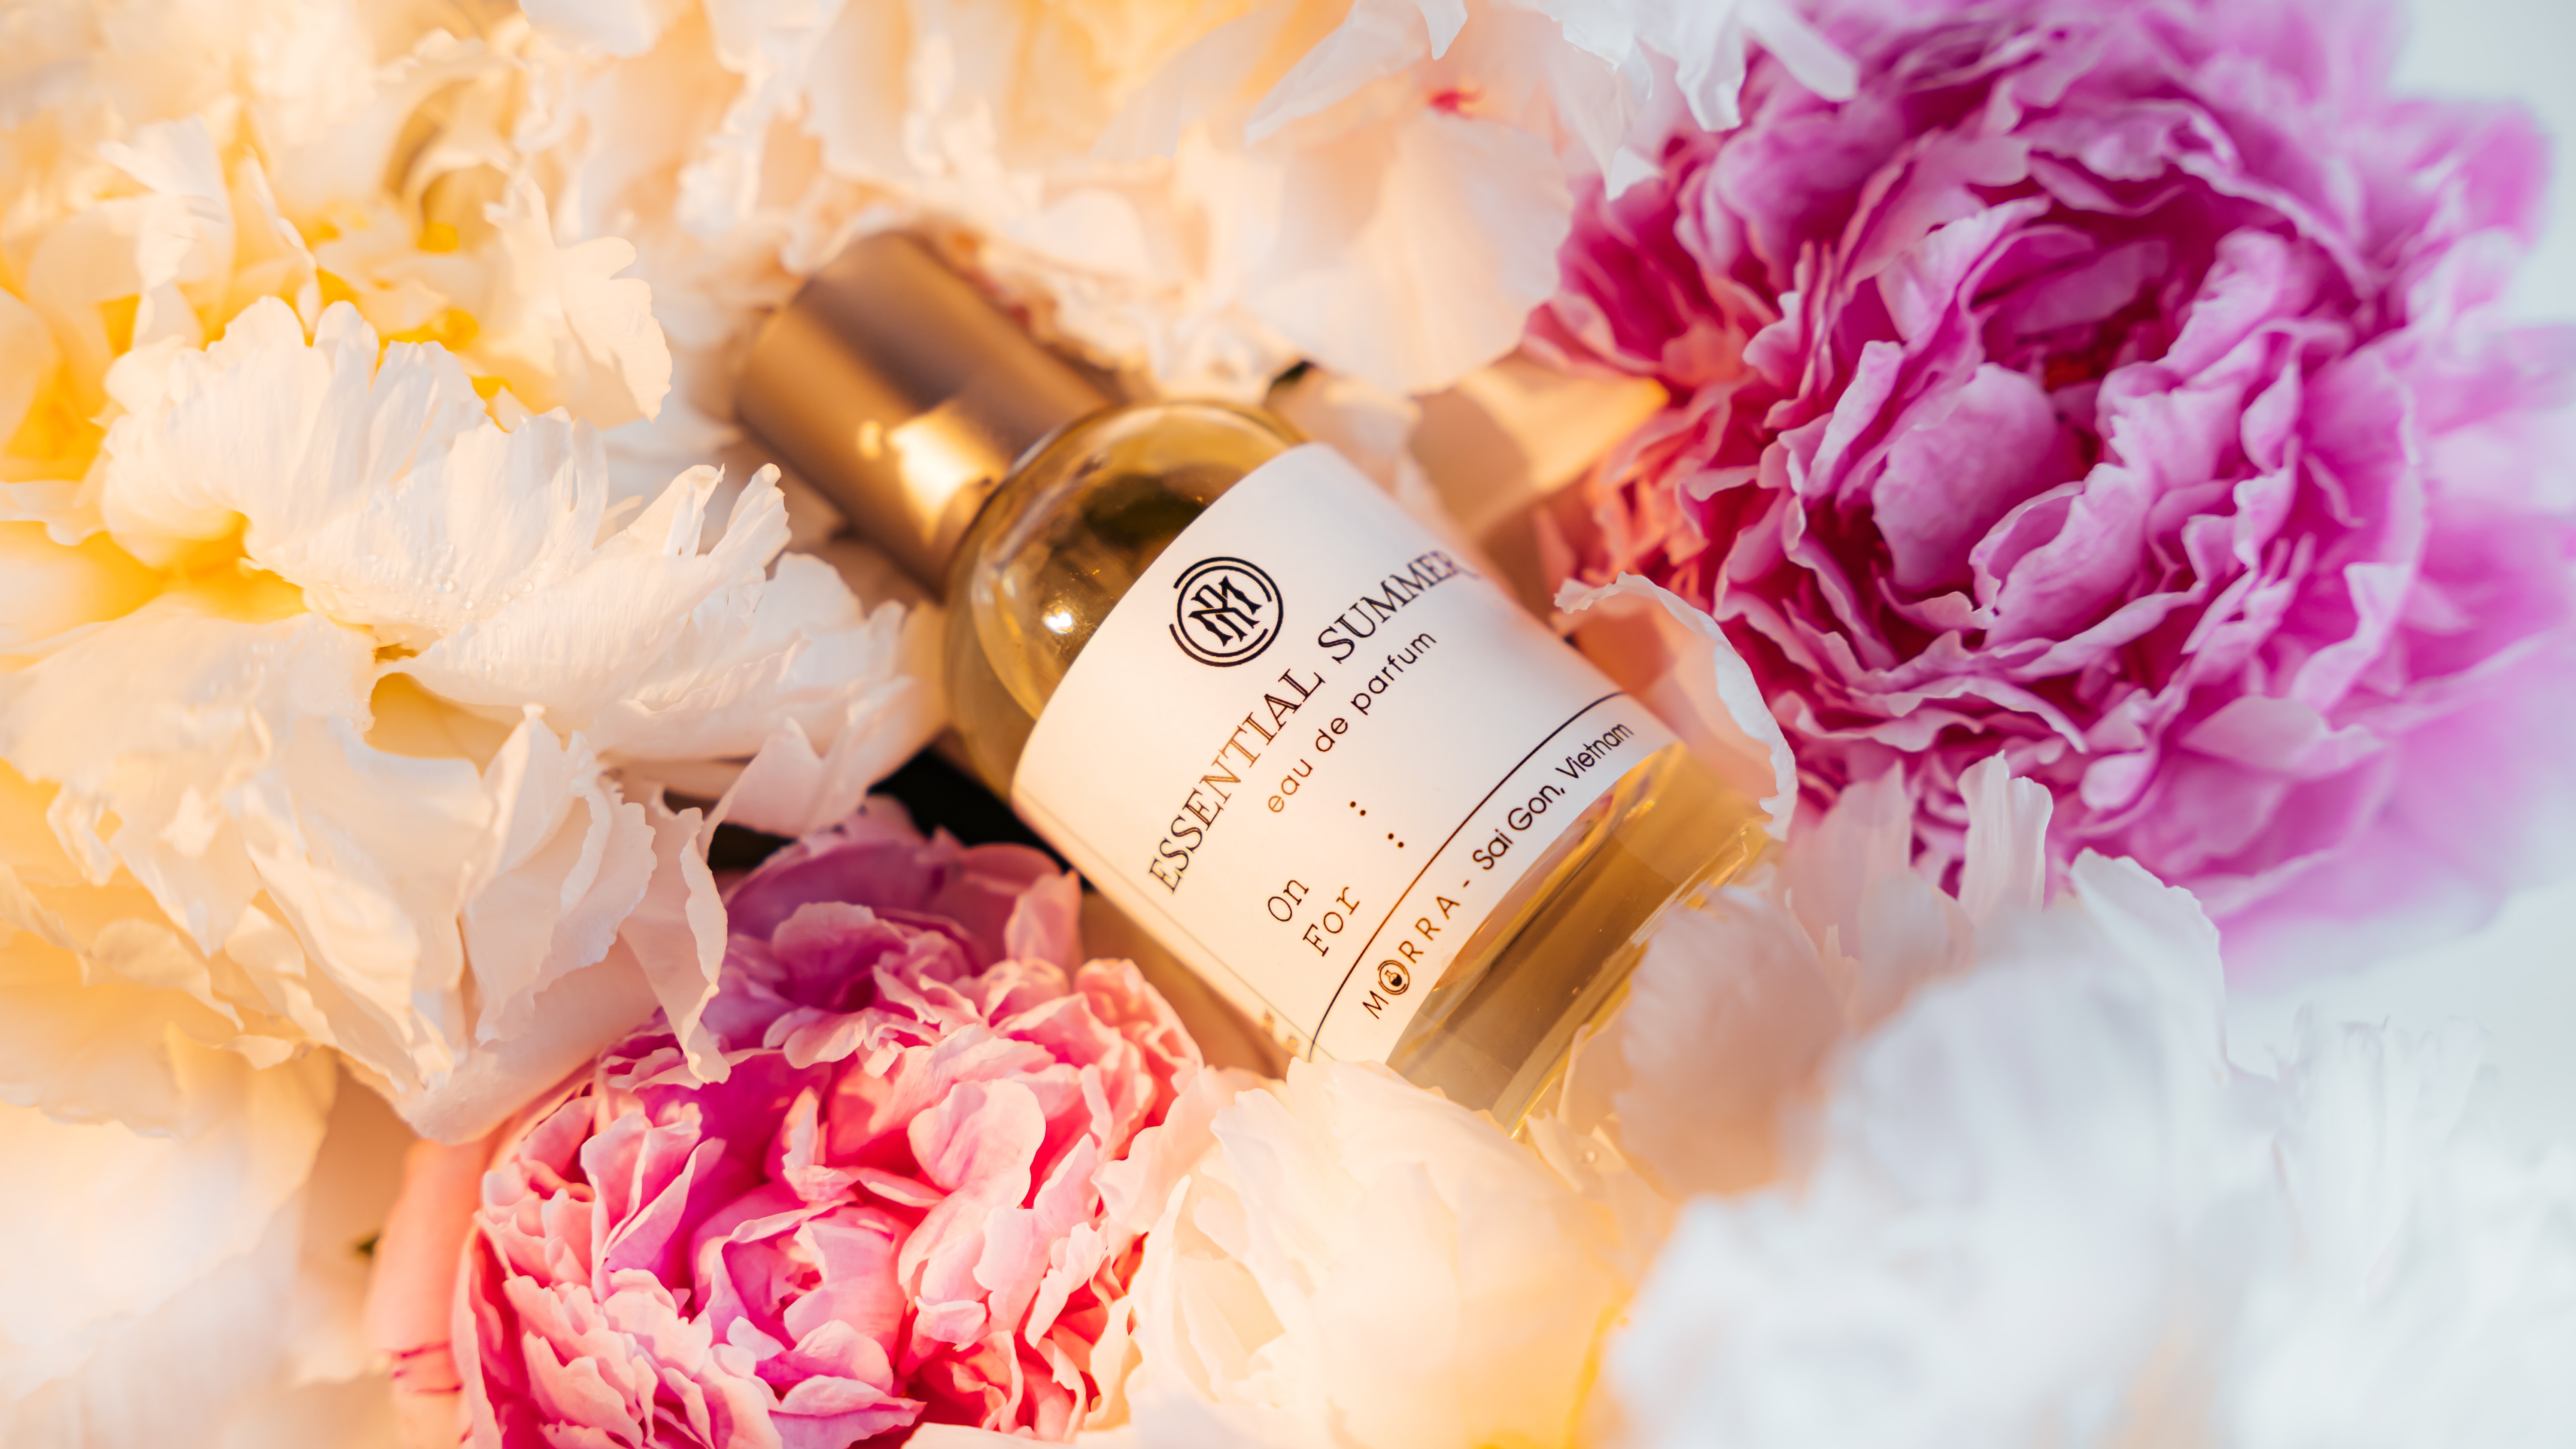 ESSENTIAL SUMMER
eau de parfum
On :
For :
MORRA - Sai Gon, Vietnam